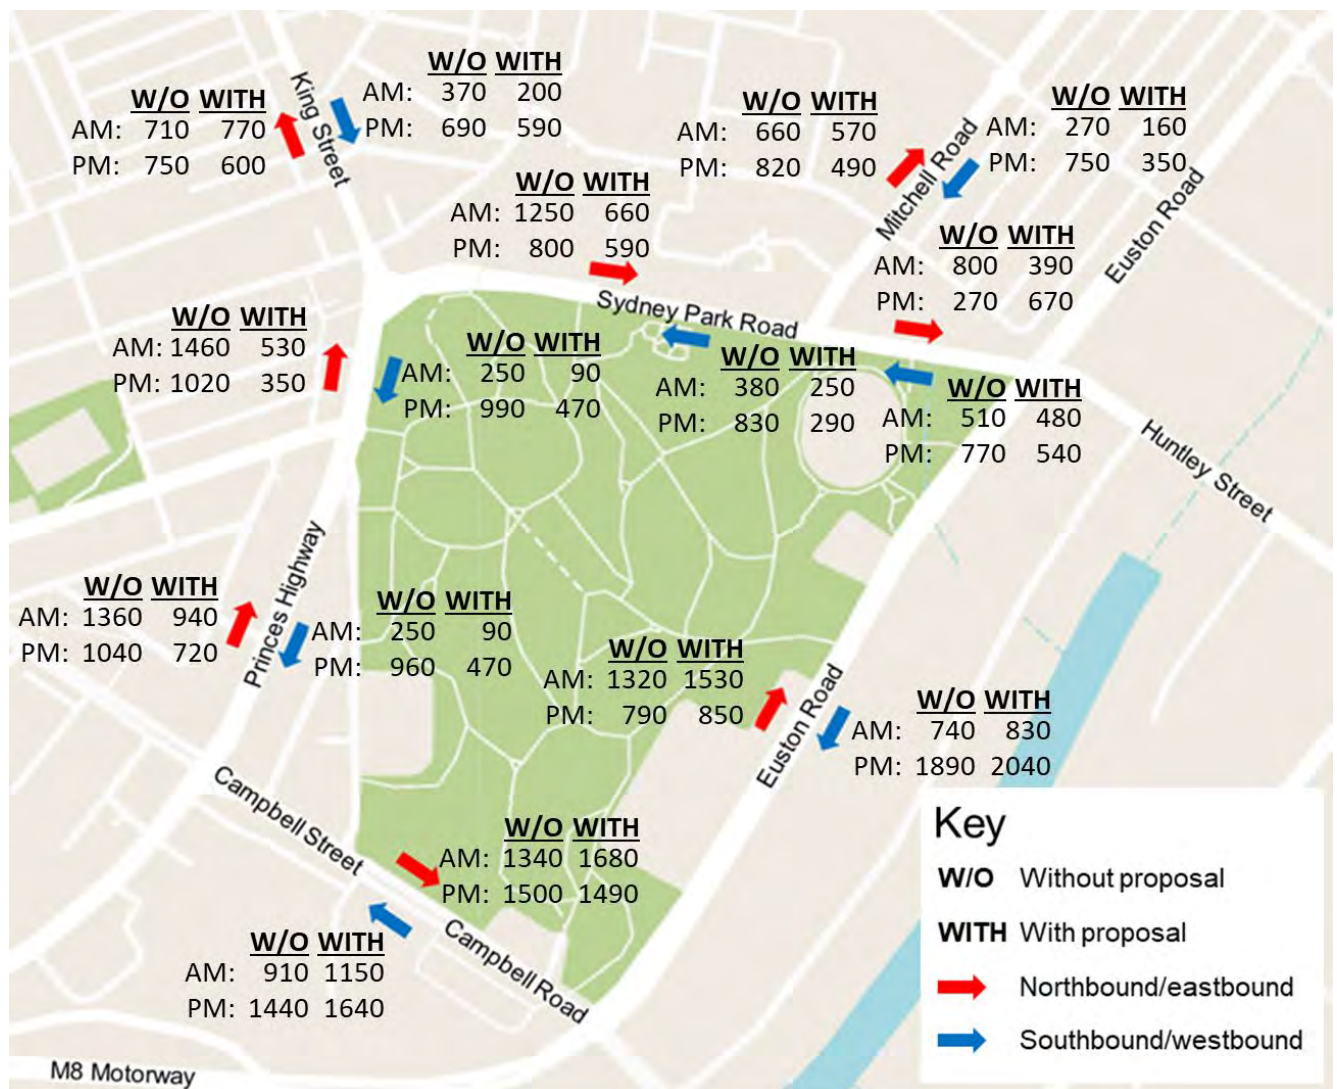 W/O WITH
AM: 370 200
PM: 690 590
W/O WITH
AM: 710 770
PM: 750 600
King Street
W/O WITH
AM: 660 570
PM: 820 490
W/O WITH
AM: 270 160
PM: 750 350
Mitchell Road
Euston Road
W/O WITH
AM: 1250 660
PM: 800 590
W/O WITH
AM: 800 390
PM: 270 670
Sydney Park Road
W/O WITH
AM: 1460 530
PM: 1020 350
W/O WITH
AM: 250 90
PM: 990 470
W/O WITH
AM: 380 250
PM: 830 290
W/O WITH
AM: 510 480
PM: 770 540
Huntley Street
Princes Highway
W/O WITH
AM: 1360 940
PM: 1040 720
W/O WITH
AM: 250 90
PM: 960 470
W/O WITH
AM: 1320 1530
PM: 790 850
Euston Road
W/O WITH
AM: 740 830
PM: 1890 2040
Campbell Street
W/O WITH
AM: 1340 1680
PM: 1500 1490
W/O WITH
AM: 910 1150
PM: 1440 1640
Campbell Road
M8 Motorway
Key
W/O Without proposal
WITH With proposal
Northbound/eastbound
Southbound/westbound